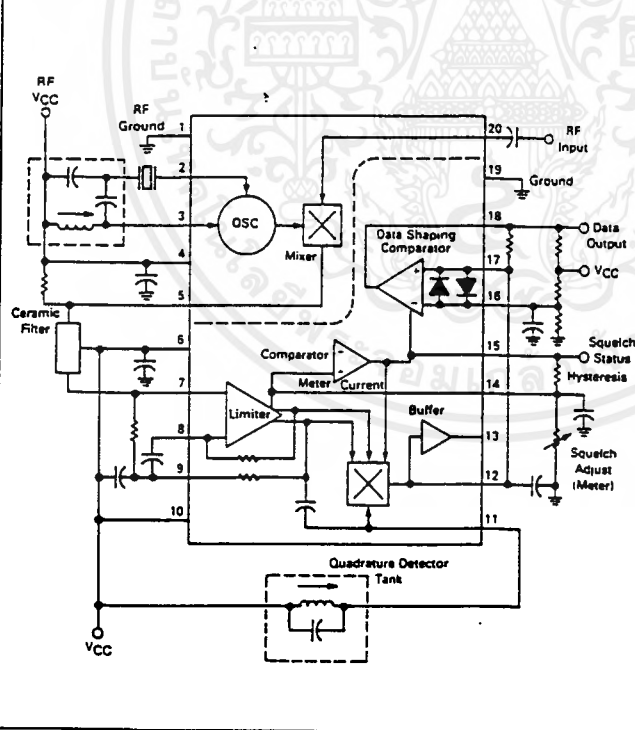 RF
VCC
RF
Ground
1
2
3
4
5
6
7
8
9
10
OSC
Mixer
20
RF
Input
19
Ground
18
Data
Output
Data Shaping
Comparator
+
-
17
VCC
16
15
Squelch
Status
Hysteresis
14
Ceramic
Filter
Comparator
Meter Current
Limiter
Buffer
13
12
Squelch
Adjust
(Meter)
11
Quadrature Detector
Tank
VCC